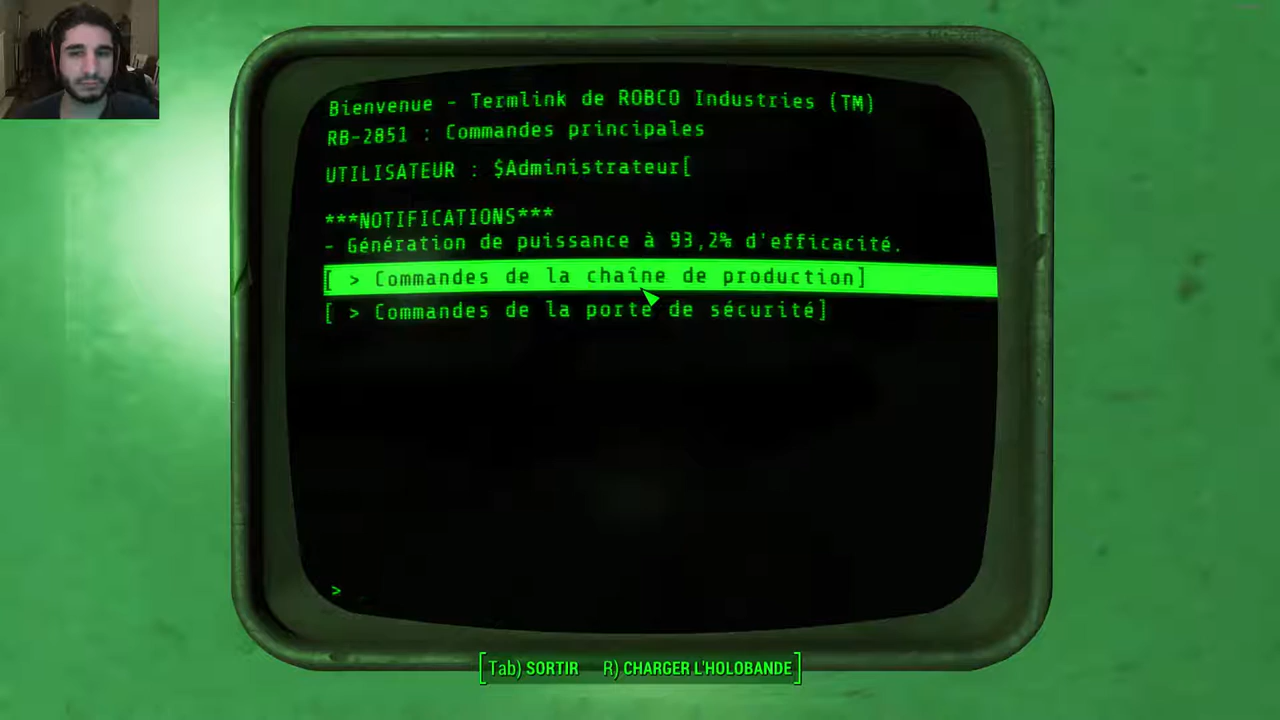 Bienvenue - Termlink de ROBCO Industries (TM)
RB-2851 : Commandes principales
UTILISATEUR : $Administrateur[
***NOTIFICATIONS***
- Génération de puissance à 93,2% d'efficacité.
[ > Commandes de la chaîne de production]
[ > Commandes de la porte de sécurité]
>
[Tab) SORTIR R) CHARGER L'HOLOBANDE]